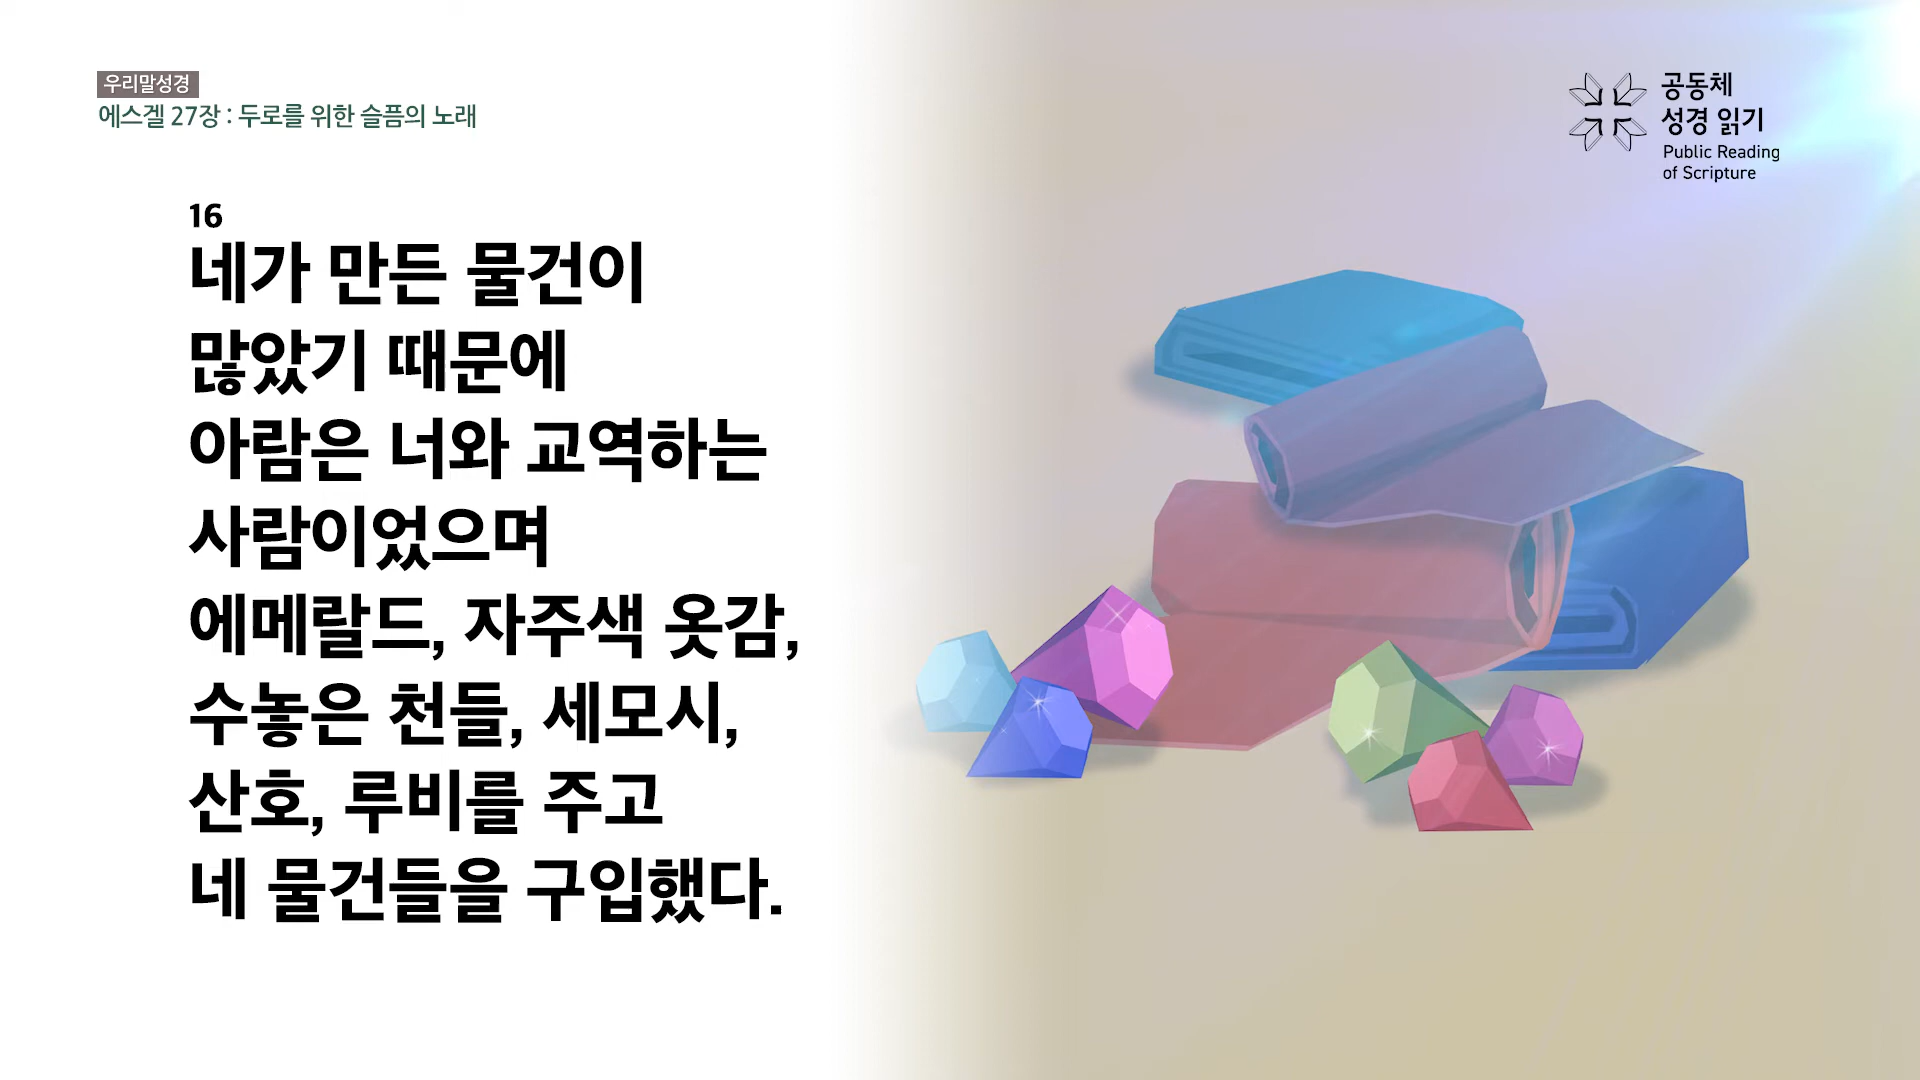 우리말성경
에스겔 27장 : 두로를 위한 슬픔의 노래
공동체
성경 읽기
Public Reading
of Scripture
16
네가 만든 물건이
많았기 때문에
아람은 너와 교역하는
사람이었으며
에메랄드, 자주색 옷감,
수놓은 천들, 세모시,
산호, 루비를 주고
네 물건들을 구입했다.